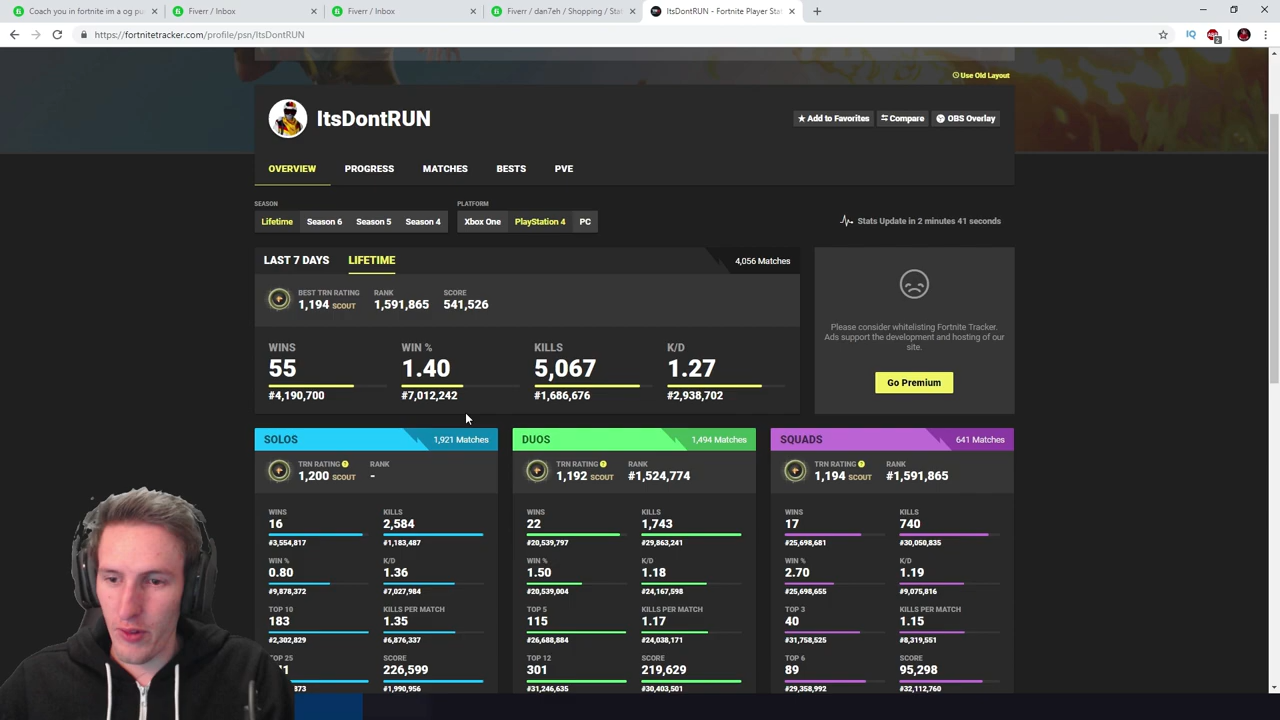 Coach you in fortnite im a og pu
Fiverr / Inbox
Fiverr / Inbox
Fiverr / dan7eh / Shopping / Stat
ItsDontRUN - Fortnite Player Stat
https://fortnitetracker.com/profile/psn/ItsDontRUN
IQ
2
Use Old Layout
ItsDontRUN
Add to Favorites
Compare
OBS Overlay
OVERVIEW PROGRESS MATCHES BESTS PVE
SEASON
PLATFORM
Lifetime Season 6 Season 5 Season 4
Xbox One PlayStation 4 PC
Stats Update in 2 minutes 41 seconds
LAST 7 DAYS LIFETIME
4,056 Matches
BEST TRN RATING RANK SCORE
1,194 SCOUT 1,591,865 541,526
WINS WIN % KILLS K/D
55 1.40 5,067 1.27
#4,190,700 #7,012,242 #1,686,676 #2,938,702
Please consider whitelisting Fortnite Tracker.
Ads support the development and hosting of our
site.
Go Premium
SOLOS 1,921 Matches
TRN RATING ? RANK
1,200 SCOUT -
WINS KILLS
16 2,584
#3,554,817 #1,183,487
WIN % K/D
0.80 1.36
#9,878,372 #7,027,984
TOP 10 KILLS PER MATCH
183 1.35
#2,302,829 #6,876,337
TOP 25 SCORE
226,599
#1,990,956
DUOS 1,494 Matches
TRN RATING ? RANK
1,192 SCOUT #1,524,774
WINS KILLS
22 1,743
#20,539,797 #29,863,241
WIN % K/D
1.50 1.18
#20,539,004 #24,167,598
TOP 5 KILLS PER MATCH
115 1.17
#26,688,884 #24,038,171
TOP 12 SCORE
301 219,629
#31,246,635 #30,403,501
SQUADS 641 Matches
TRN RATING ? RANK
1,194 SCOUT #1,591,865
WINS KILLS
17 740
#25,698,681 #30,050,835
WIN % K/D
2.70 1.19
#25,698,655 #9,075,816
TOP 3 KILLS PER MATCH
40 1.15
#31,758,525 #8,319,551
TOP 6 SCORE
89 95,298
#29,358,992 #32,112,760